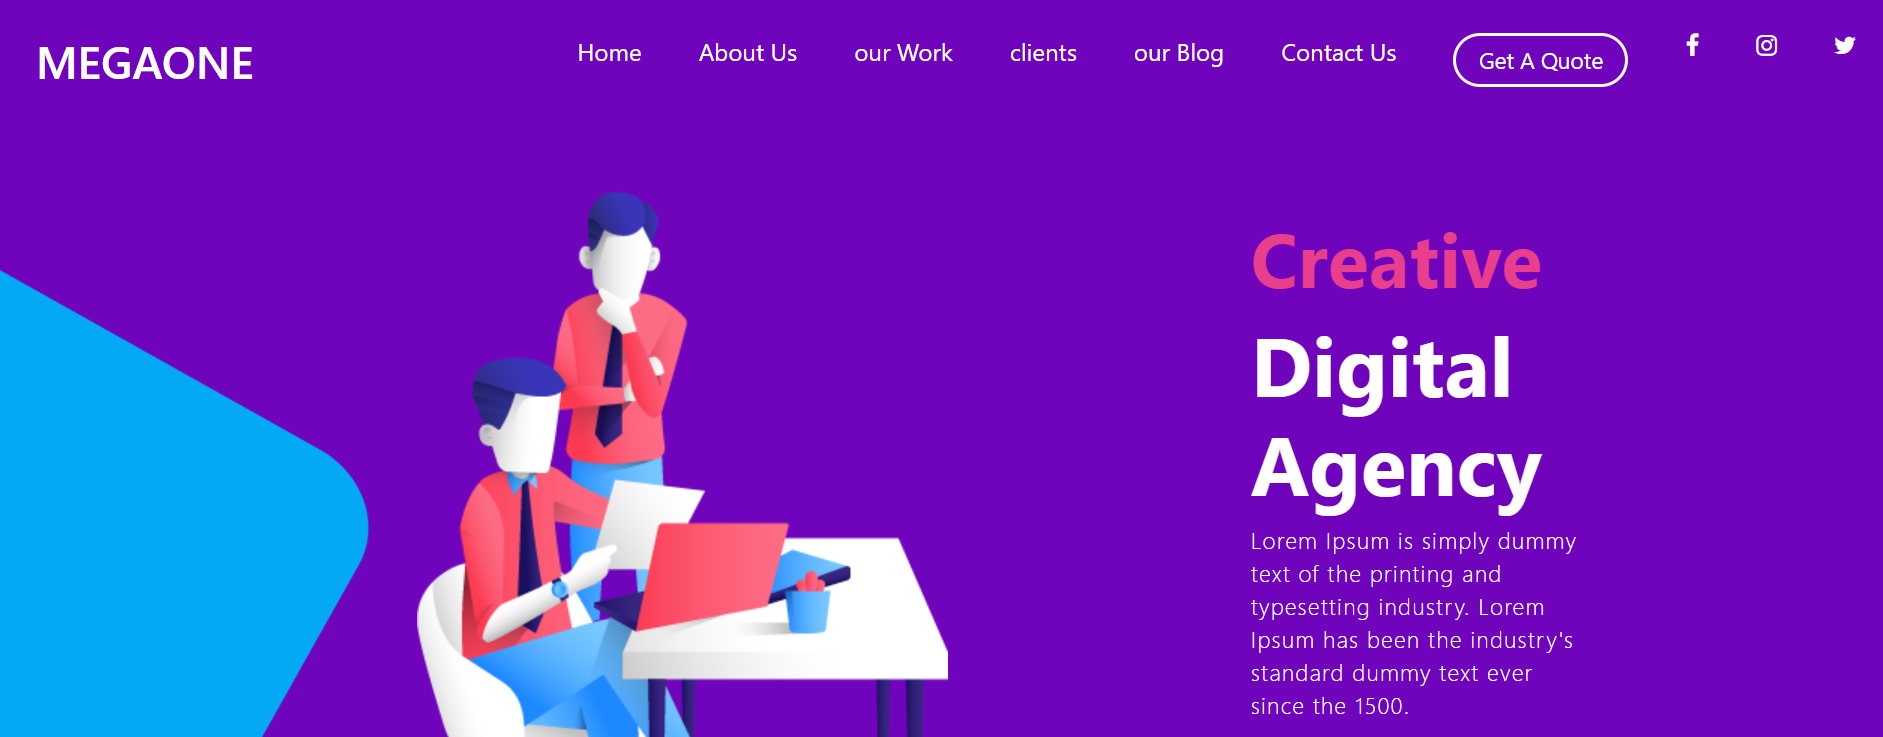 MEGAONE
Home About Us our Work clients our Blog Contact Us Get A Quote
Creative
Digital
Agency
Lorem Ipsum is simply dummy
text of the printing and
typesetting industry. Lorem
Ipsum has been the industry's
standard dummy text ever
since the 1500.